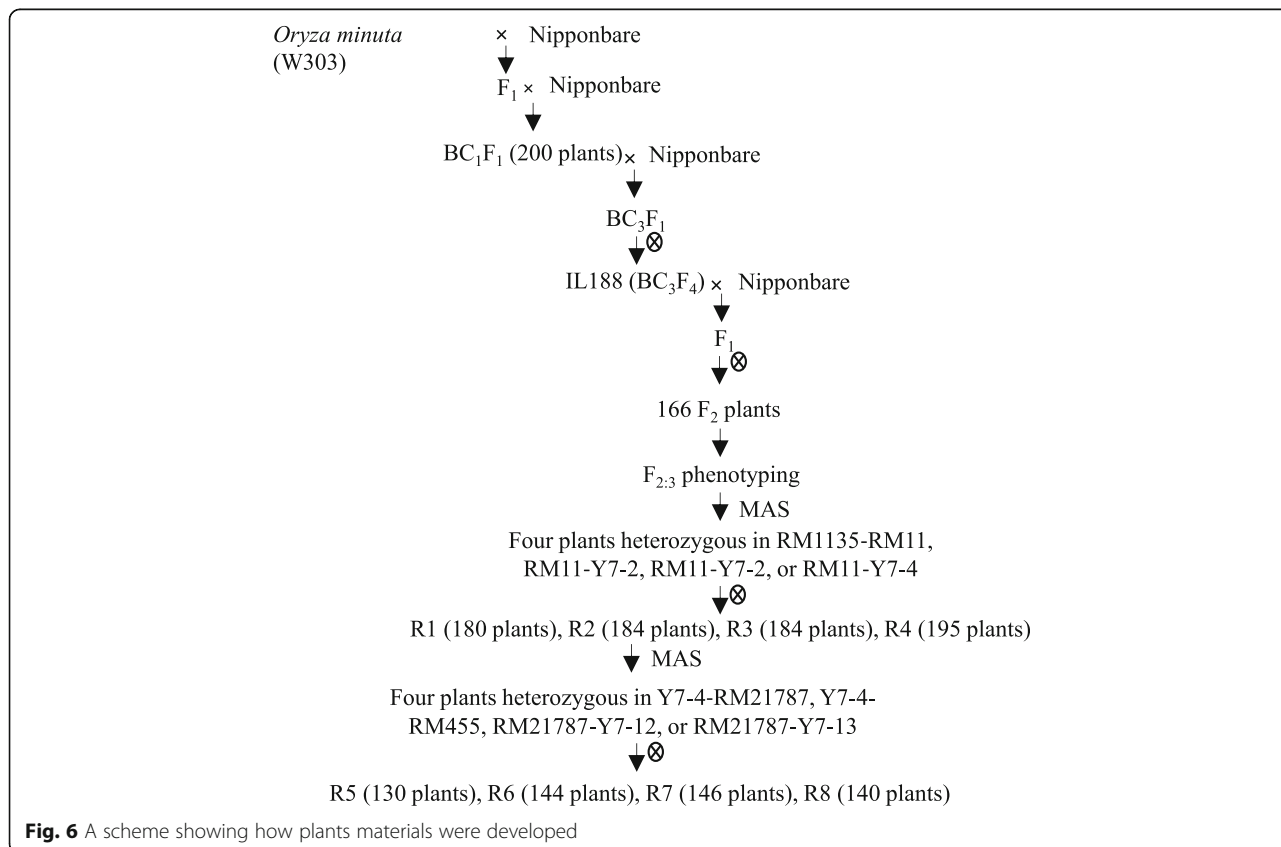 Oryza minuta × Nipponbare
(W303)
F₁ × Nipponbare
BC₁F₁ (200 plants) × Nipponbare
BC₃F₁
⊗
IL188 (BC₃F₄) × Nipponbare
F₁
⊗
166 F₂ plants
F₂:₃ phenotyping
MAS
Four plants heterozygous in RM1135-RM11,
RM11-Y7-2, RM11-Y7-2, or RM11-Y7-4
⊗
R1 (180 plants), R2 (184 plants), R3 (184 plants), R4 (195 plants)
MAS
Four plants heterozygous in Y7-4-RM21787, Y7-4-
RM455, RM21787-Y7-12, or RM21787-Y7-13
⊗
R5 (130 plants), R6 (144 plants), R7 (146 plants), R8 (140 plants)
Fig. 6 A scheme showing how plants materials were developed